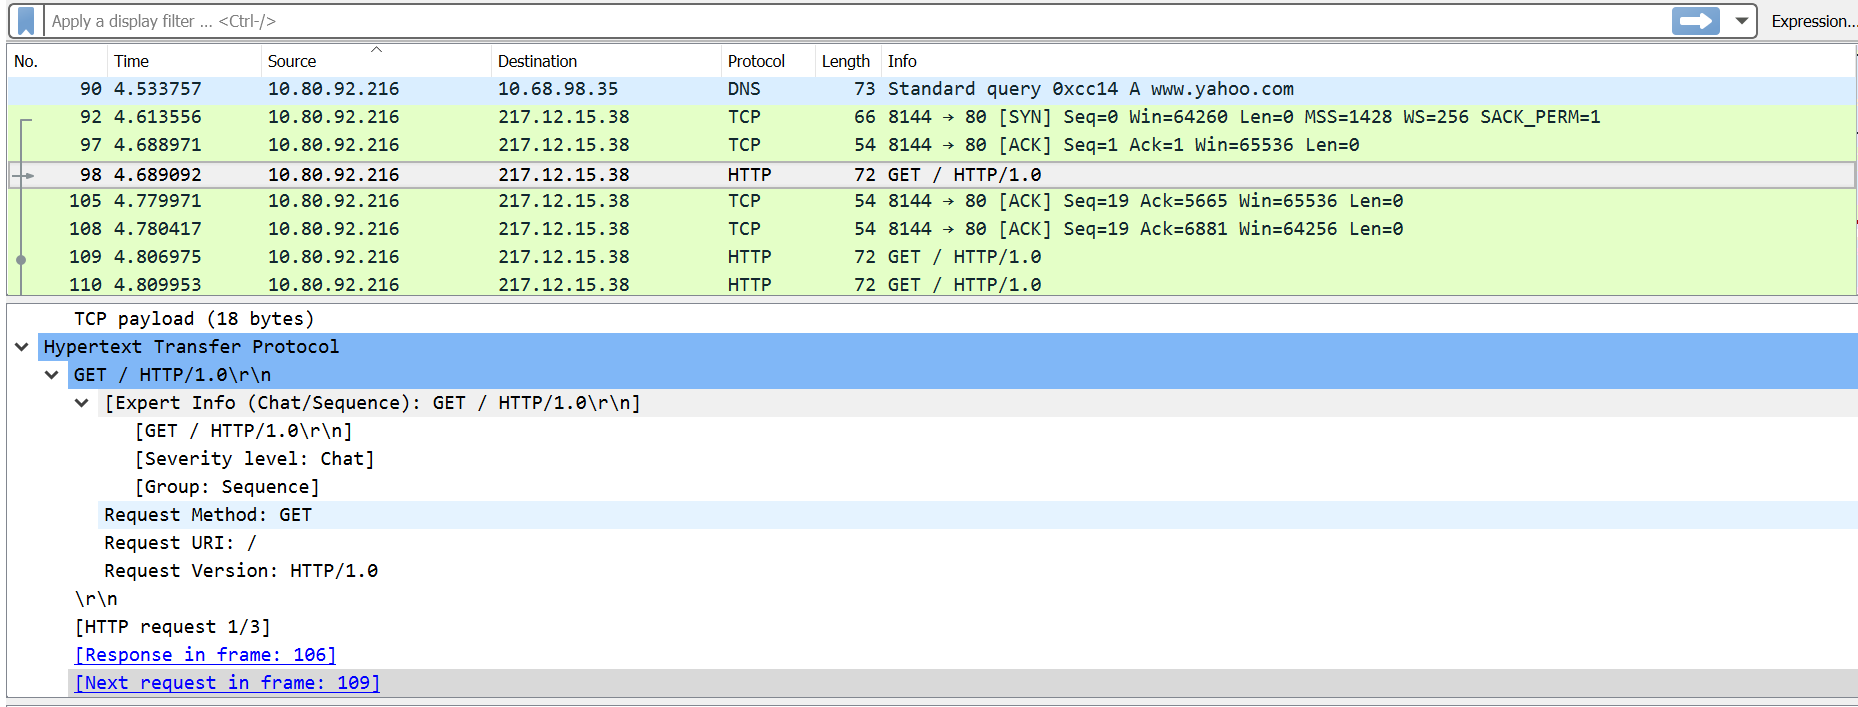 Apply a display filter ... <Ctrl-/> Expression...
No. Time Source Destination Protocol Length Info
90 4.533757 10.80.92.216 10.68.98.35 DNS 73 Standard query 0xcc14 A www.yahoo.com
92 4.613556 10.80.92.216 217.12.15.38 TCP 66 8144 → 80 [SYN] Seq=0 Win=64260 Len=0 MSS=1428 WS=256 SACK_PERM=1
97 4.688971 10.80.92.216 217.12.15.38 TCP 54 8144 → 80 [ACK] Seq=1 Ack=1 Win=65536 Len=0
98 4.689092 10.80.92.216 217.12.15.38 HTTP 72 GET / HTTP/1.0
105 4.779971 10.80.92.216 217.12.15.38 TCP 54 8144 → 80 [ACK] Seq=19 Ack=5665 Win=65536 Len=0
108 4.780417 10.80.92.216 217.12.15.38 TCP 54 8144 → 80 [ACK] Seq=19 Ack=6881 Win=64256 Len=0
109 4.806975 10.80.92.216 217.12.15.38 HTTP 72 GET / HTTP/1.0
110 4.809953 10.80.92.216 217.12.15.38 HTTP 72 GET / HTTP/1.0
TCP payload (18 bytes)
Hypertext Transfer Protocol
GET / HTTP/1.0\r\n
[Expert Info (Chat/Sequence): GET / HTTP/1.0\r\n]
[GET / HTTP/1.0\r\n]
[Severity level: Chat]
[Group: Sequence]
Request Method: GET
Request URI: /
Request Version: HTTP/1.0
\r\n
[HTTP request 1/3]
[Response in frame: 106]
[Next request in frame: 109]